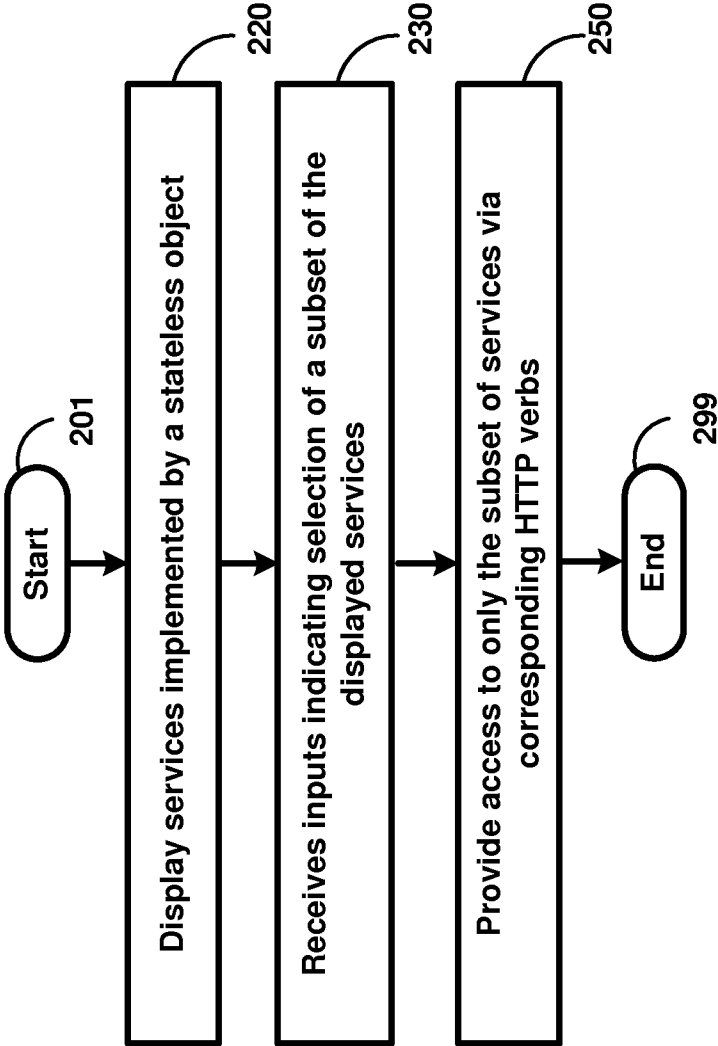 Start
201
Display services implemented by a stateless object
220
Receives inputs indicating selection of a subset of the
displayed services
230
Provide access to only the subset of services via
corresponding HTTP verbs
250
End
299